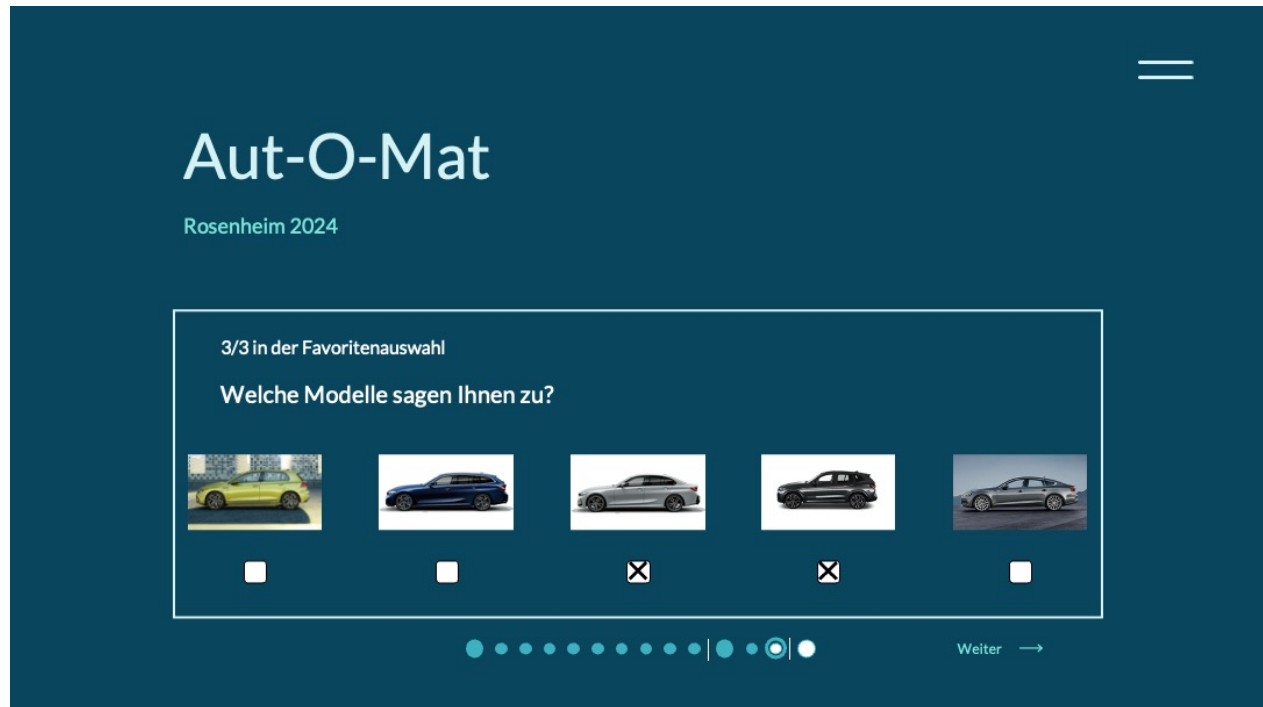 Aut-O-Mat
Rosenheim 2024
3/3 in der Favoritenauswahl
Welche Modelle sagen Ihnen zu?
Weiter →